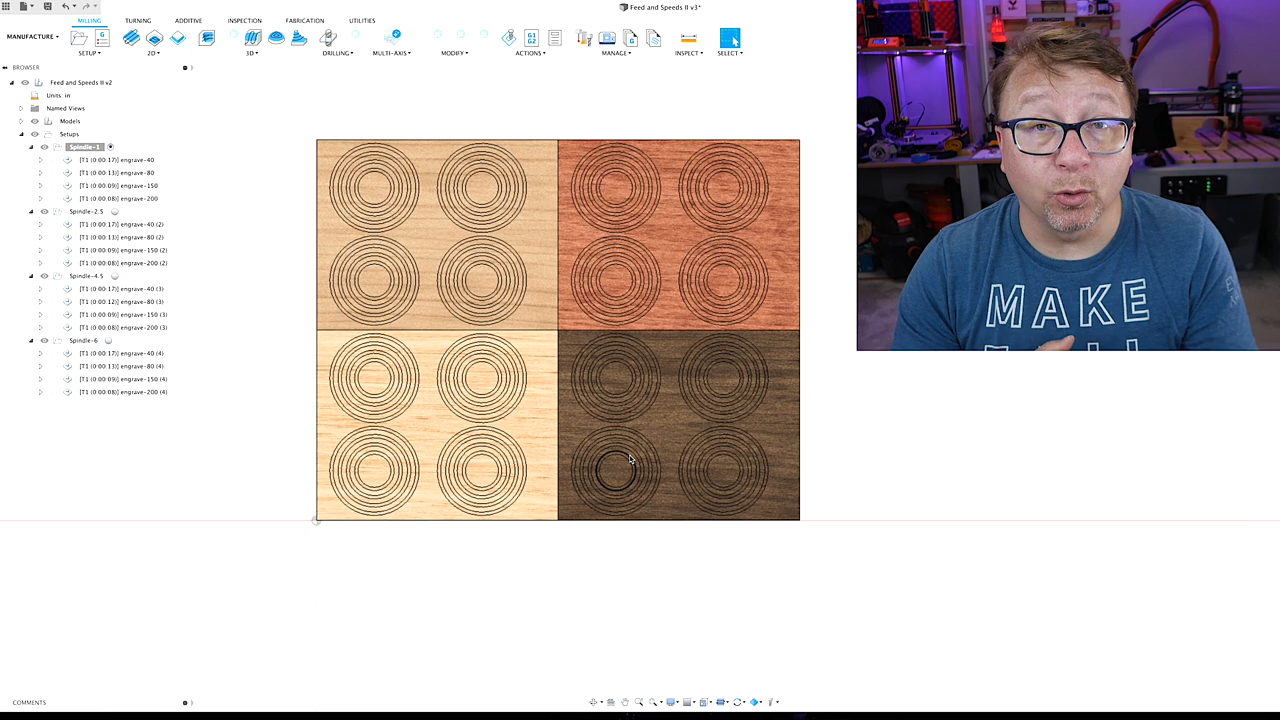 Feed and Speeds II v3*
MILLING TURNING ADDITIVE INSPECTION FABRICATION UTILITIES
MANUFACTURE
SETUP 2D 3D DRILLING MULTI-AXIS MODIFY ACTIONS MANAGE INSPECT SELECT
G1
G2
BROWSER
Feed and Speeds II v2
Units: in
Named Views
Models
Setups
Spindle-1
[T1 (0:00:17)] engrave-40
[T1 (0:00:13)] engrave-80
[T1 (0:00:09)] engrave-150
[T1 (0:00:08)] engrave-200
Spindle-2.5
[T1 (0:00:17)] engrave-40 (2)
[T1 (0:00:13)] engrave-80 (2)
[T1 (0:00:09)] engrave-150 (2)
[T1 (0:00:08)] engrave-200 (2)
Spindle-4.5
[T1 (0:00:17)] engrave-40 (3)
[T1 (0:00:12)] engrave-80 (3)
[T1 (0:00:09)] engrave-150 (3)
[T1 (0:00:08)] engrave-200 (3)
Spindle-6
[T1 (0:00:17)] engrave-40 (4)
[T1 (0:00:13)] engrave-80 (4)
[T1 (0:00:09)] engrave-150 (4)
[T1 (0:00:08)] engrave-200 (4)
MAKE
COMMENTS